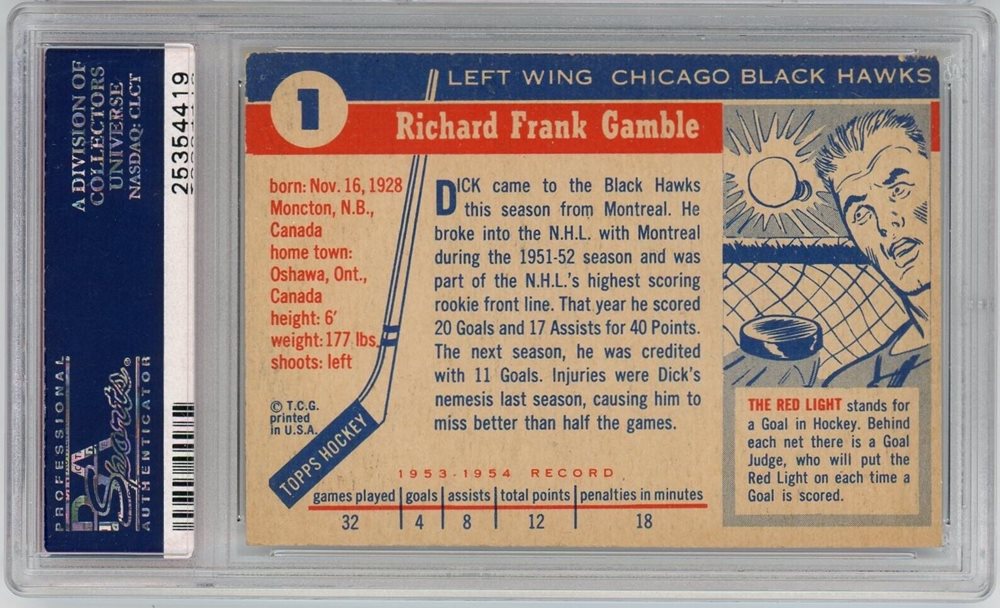 A DIVISION OF
COLLECTORS
UNIVERSE
NASDAQ: CLCT
25354419
PROFESSIONAL
PSA
Sports
AUTHENTICATOR
1
LEFT WING CHICAGO BLACK HAWKS
Richard Frank Gamble
born: Nov. 16, 1928
Moncton, N.B.,
Canada
home town:
Oshawa, Ont.,
Canada
height: 6′
weight: 177 lbs.
shoots: left
© T.C.G.
printed
in U.S.A.
TOPPS HOCKEY
DICK came to the Black Hawks
this season from Montreal. He
broke into the N.H.L. with Montreal
during the 1951-52 season and was
part of the N.H.L.'s highest scoring
rookie front line. That year he scored
20 Goals and 17 Assists for 40 Points.
The next season, he was credited
with 11 Goals. Injuries were Dick's
nemesis last season, causing him to
miss better than half the games.
1953-1954 RECORD
games played goals assists total points penalties in minutes
32 4 8 12 18
THE RED LIGHT stands for
a Goal in Hockey. Behind
each net there is a Goal
Judge, who will put the
Red Light on each time a
Goal is scored.